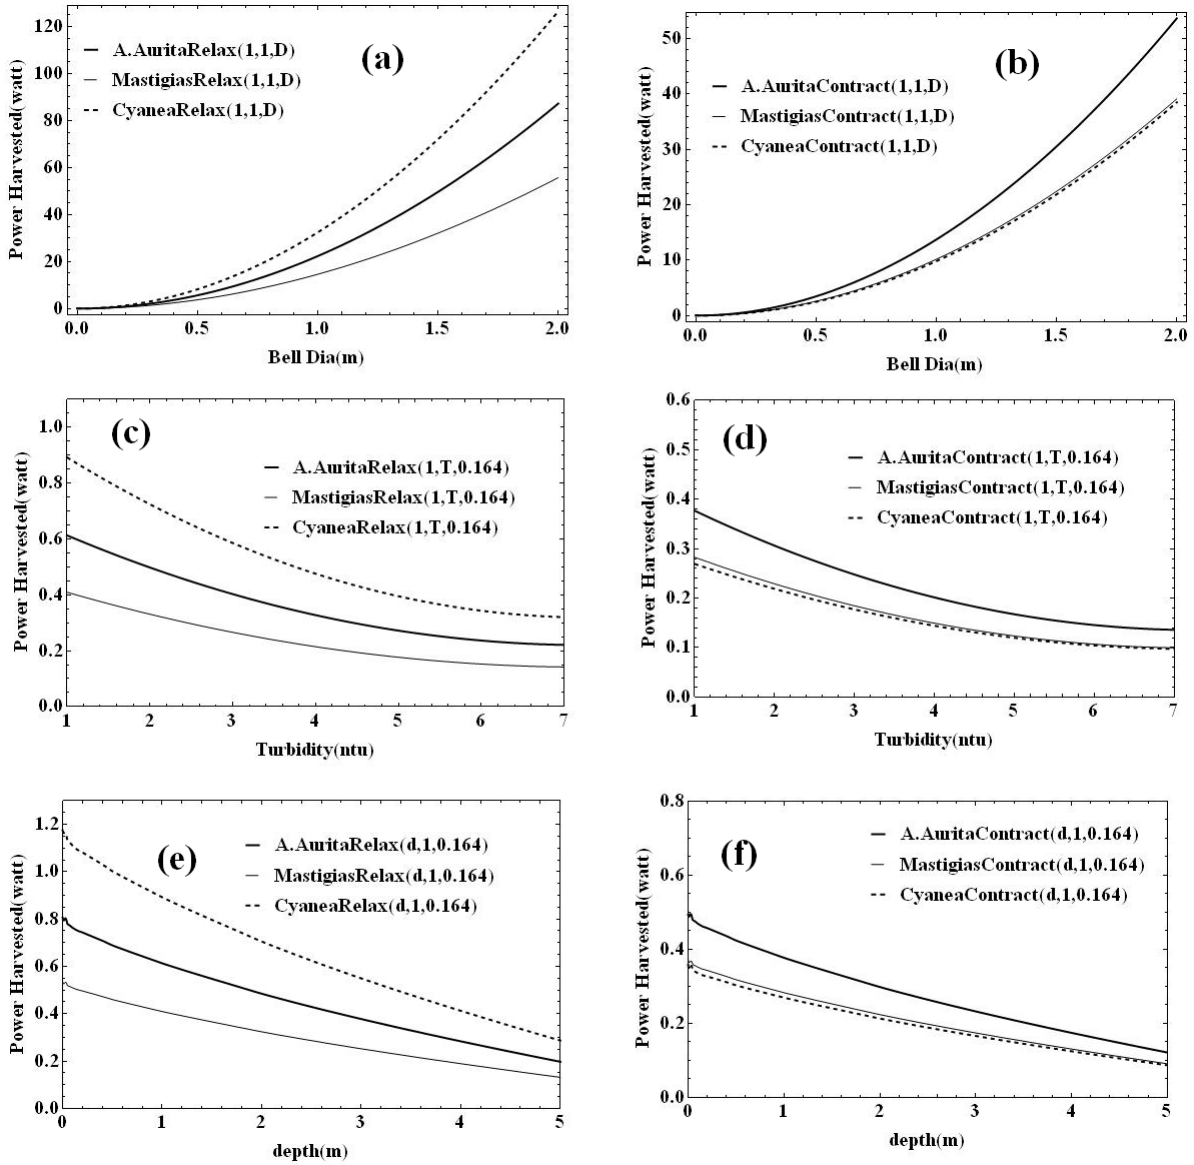 (a)
A.AuritaRelax(1,1,D)
MastigiasRelax(1,1,D)
CyaneaRelax(1,1,D)
Power Harvested(watt)
120
100
80
60
40
20
0
0.0 0.5 1.0 1.5 2.0
Bell Dia(m)
(b)
A.AuritaContract(1,1,D)
MastigiasContract(1,1,D)
CyaneaContract(1,1,D)
Power Harvested(watt)
50
40
30
20
10
0
0.0 0.5 1.0 1.5 2.0
Bell Dia(m)
(c)
A.AuritaRelax(1,T,0.164)
MastigiasRelax(1,T,0.164)
CyaneaRelax(1,T,0.164)
Power Harvested(watt)
1.0
0.8
0.6
0.4
0.2
0.0
1 2 3 4 5 6 7
Turbidity(ntu)
(d)
A.AuritaContract(1,T,0.164)
MastigiasContract(1,T,0.164)
CyaneaContract(1,T,0.164)
Power Harvested(watt)
0.6
0.5
0.4
0.3
0.2
0.1
0.0
1 2 3 4 5 6 7
Turbidity(ntu)
(e)
A.AuritaRelax(d,1,0.164)
MastigiasRelax(d,1,0.164)
CyaneaRelax(d,1,0.164)
Power Harvested(watt)
1.2
1.0
0.8
0.6
0.4
0.2
0.0
0 1 2 3 4 5
depth(m)
(f)
A.AuritaContract(d,1,0.164)
MastigiasContract(d,1,0.164)
CyaneaContract(d,1,0.164)
Power Harvested(watt)
0.8
0.6
0.4
0.2
0.0
0 1 2 3 4 5
depth(m)